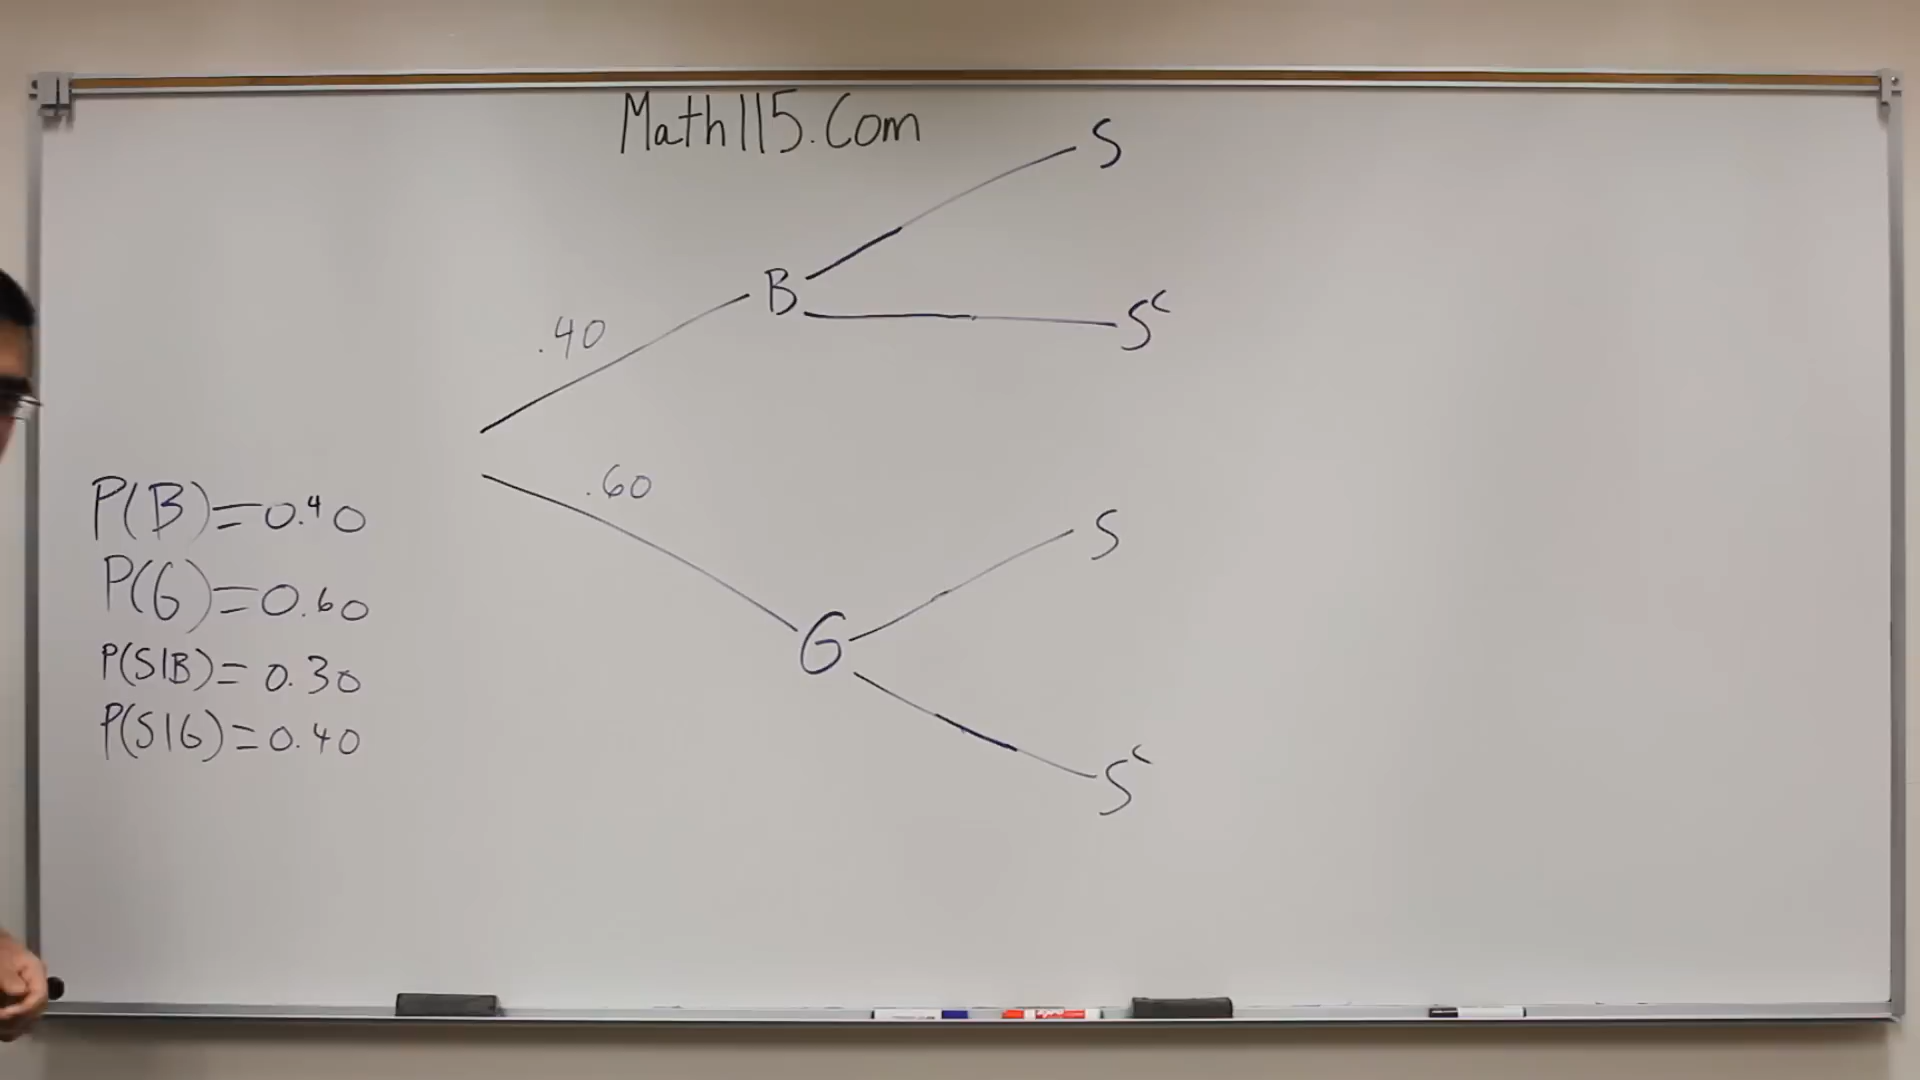 Math115.Com
S
B
.40
S^c
.60
P(B)=0.40
S
P(G)=0.60
G
P(S|B)=0.30
P(S|G)=0.40
S^c